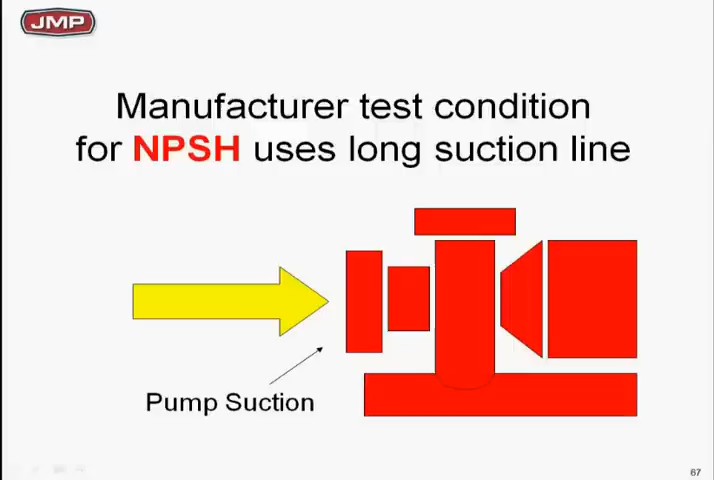 JMP
Manufacturer test condition
for NPSH uses long suction line
Pump Suction
67